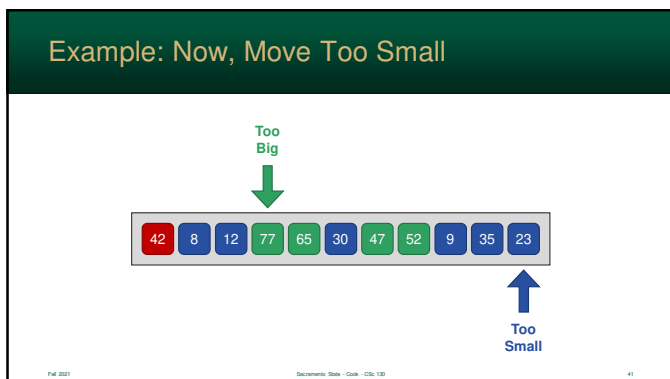 Example: Now, Move Too Small
Too
Big
42 8 12 77 65 30 47 52 9 35 23
Too
Small
Fall 2021 Sacramento State - Cook - CSc 130 41